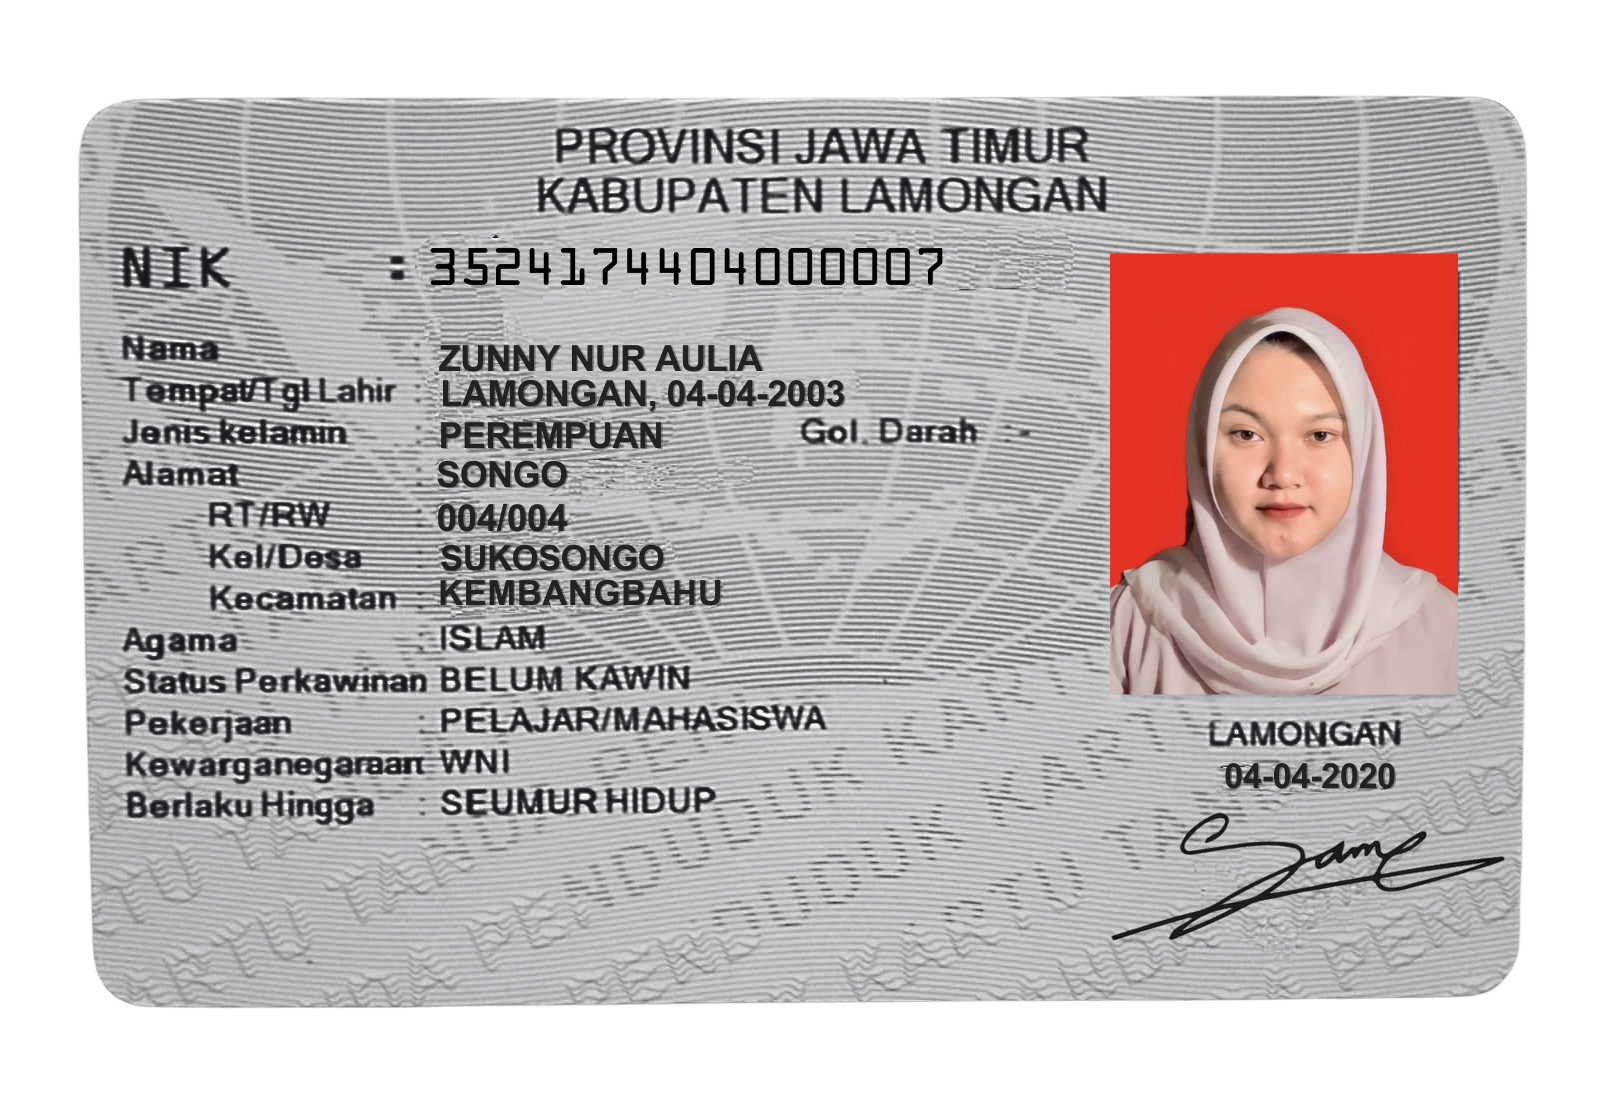 PROVINSI JAWA TIMUR
KABUPATEN LAMONGAN
NIK : 3524174404000007
Nama : ZUNNY NUR AULIA
Tempat/Tgl Lahir : LAMONGAN, 04-04-2003
Jenis kelamin : PEREMPUAN Gol. Darah : -
Alamat : SONGO
RT/RW : 004/004
Kel/Desa : SUKOSONGO
Kecamatan : KEMBANGBAHU
Agama : ISLAM
Status Perkawinan BELUM KAWIN
Pekerjaan : PELAJAR/MAHASISWA
Kewarganegaraan WNI
Berlaku Hingga : SEUMUR HIDUP
LAMONGAN
04-04-2020